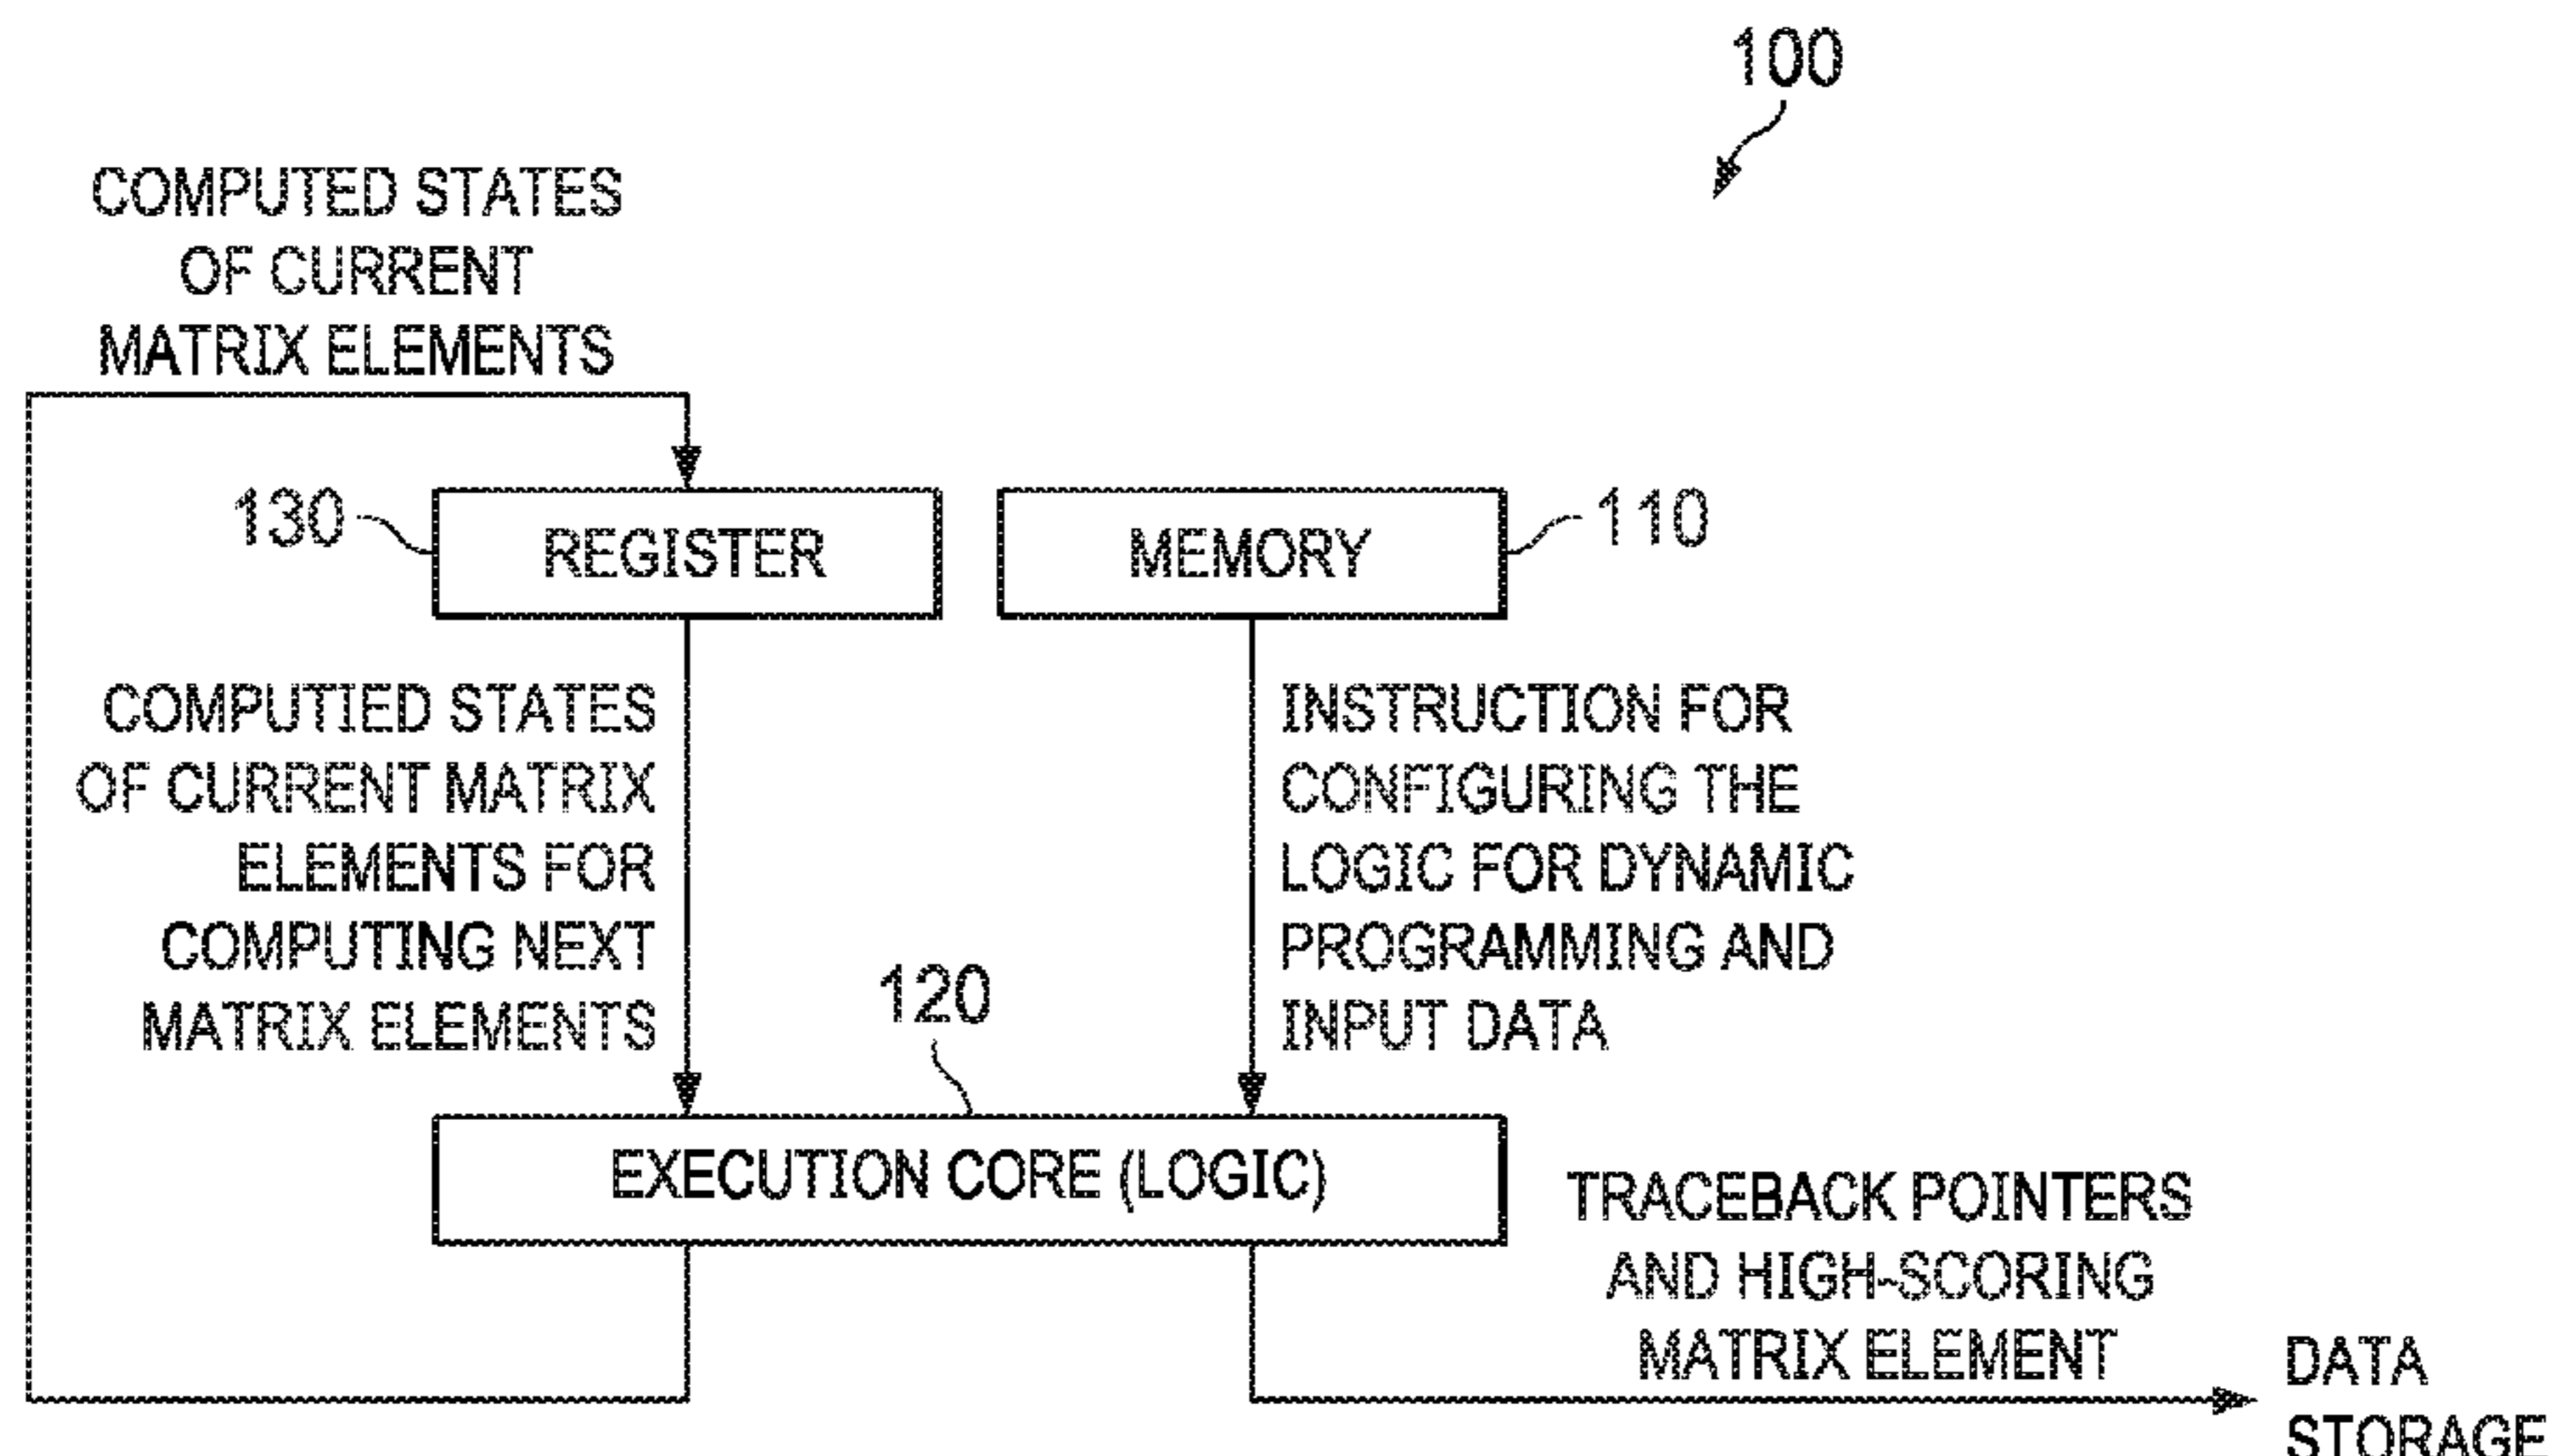 100
COMPUTED STATES
OF CURRENT
MATRIX ELEMENTS
130
REGISTER
MEMORY
110
COMPUTIED STATES
OF CURRENT MATRIX
ELEMENTS FOR
COMPUTING NEXT
MATRIX ELEMENTS
INSTRUCTION FOR
CONFIGURING THE
LOGIC FOR DYNAMIC
PROGRAMMING AND
INPUT DATA
120
EXECUTION CORE (LOGIC)
TRACEBACK POINTERS
AND HIGH-SCORING
MATRIX ELEMENT
DATA
STORAGE